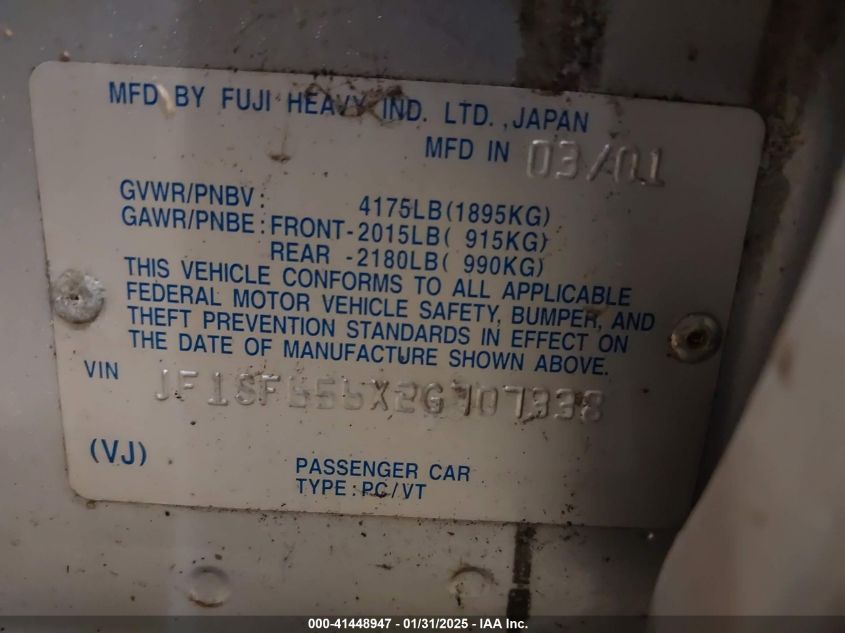 MFD BY FUJI HEAVY IND. LTD., JAPAN
MFD IN 03/01
GVWR/PNBV: 4175LB(1895KG)
GAWR/PNBE: FRONT-2015LB( 915KG)
REAR -2180LB( 990KG)
THIS VEHICLE CONFORMS TO ALL APPLICABLE
FEDERAL MOTOR VEHICLE SAFETY, BUMPER, AND
THEFT PREVENTION STANDARDS IN EFFECT ON
THE DATE OF MANUFACTURE SHOWN ABOVE.
VIN JF1SF656X2G707338
(VJ)
PASSENGER CAR
TYPE:PC/VT
000-41448947 - 01/31/2025 - IAA Inc.